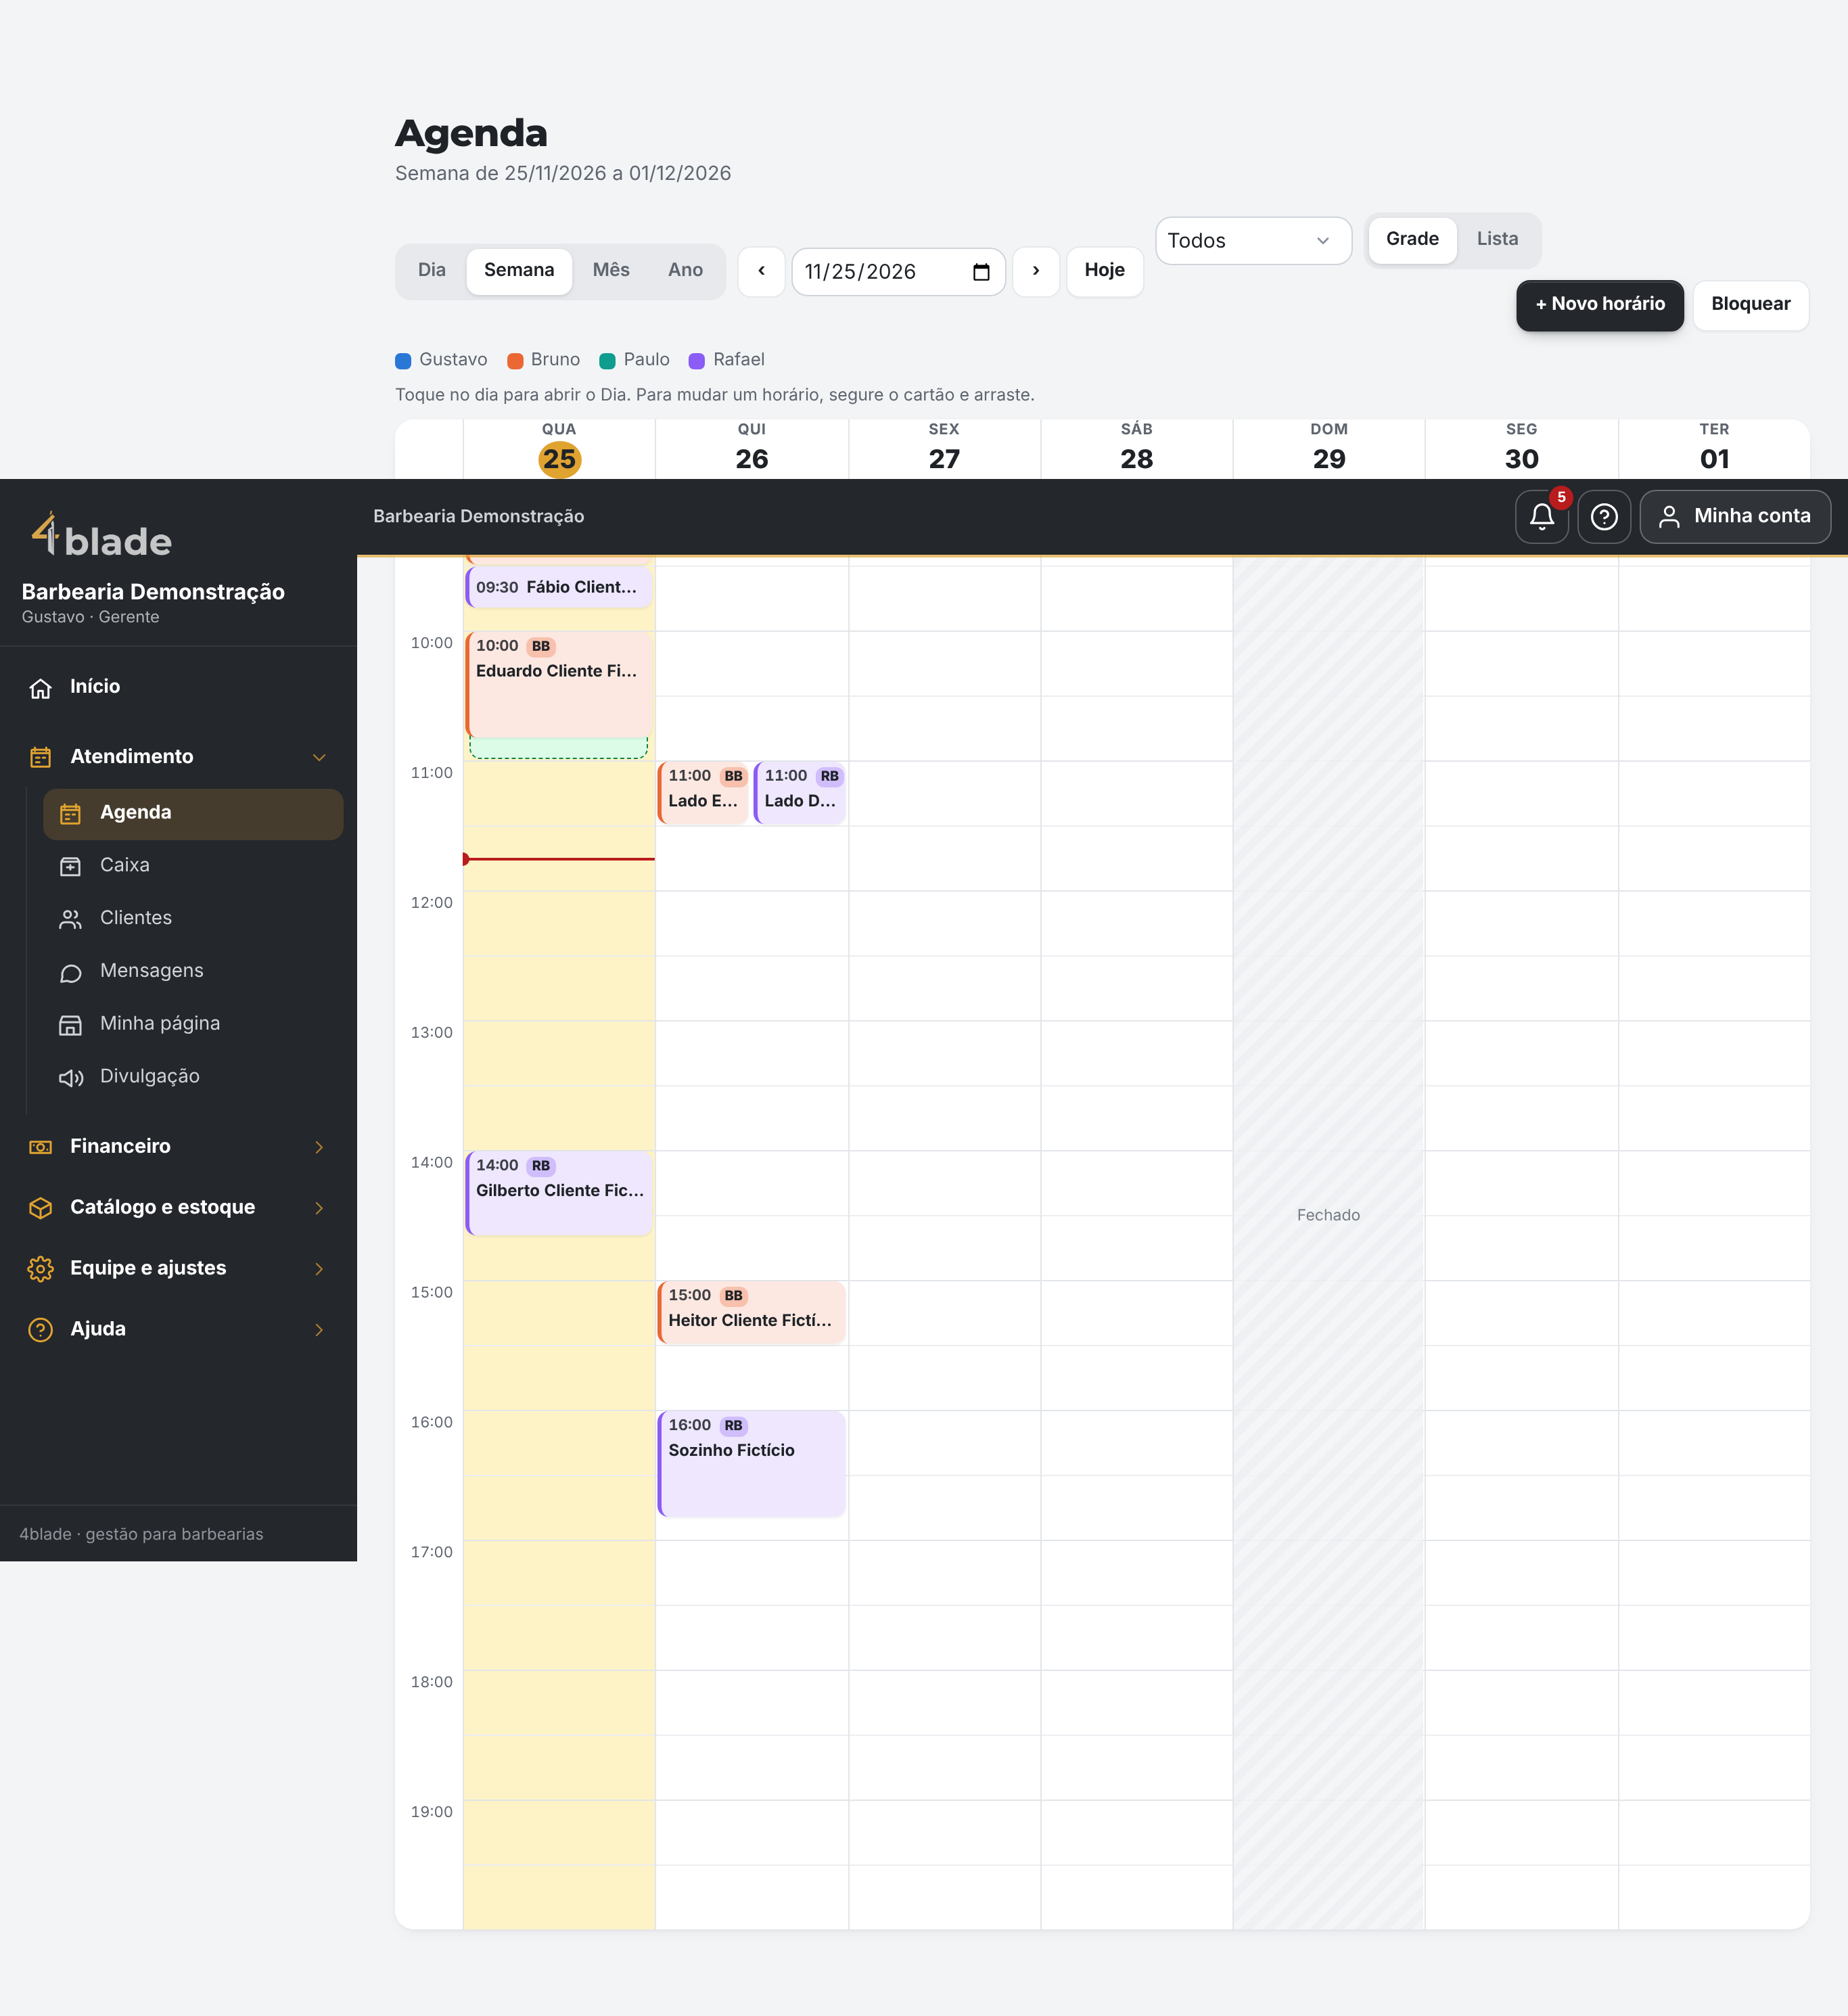 Agenda
Semana de 25/11/2026 a 01/12/2026
Dia Semana Mês Ano ‹ 11/25/2026 › Hoje Todos Grade Lista
+ Novo horário Bloquear
Gustavo Bruno Paulo Rafael
Toque no dia para abrir o Dia. Para mudar um horário, segure o cartão e arraste.
QUA QUI SEX SÁB DOM SEG TER
25 26 27 28 29 30 01
4blade
Barbearia Demonstração
Gustavo · Gerente
Início
Atendimento
Agenda
Caixa
Clientes
Mensagens
Minha página
Divulgação
Financeiro
Catálogo e estoque
Equipe e ajustes
Ajuda
4blade · gestão para barbearias
Barbearia Demonstração
5
Minha conta
09:30 Fábio Client...
10:00
10:00 BB
Eduardo Cliente Fi...
11:00
11:00 BB
Lado E...
11:00 RB
Lado D...
12:00
13:00
14:00
14:00 RB
Gilberto Cliente Fic...
Fechado
15:00
15:00 BB
Heitor Cliente Fictí...
16:00
16:00 RB
Sozinho Fictício
17:00
18:00
19:00